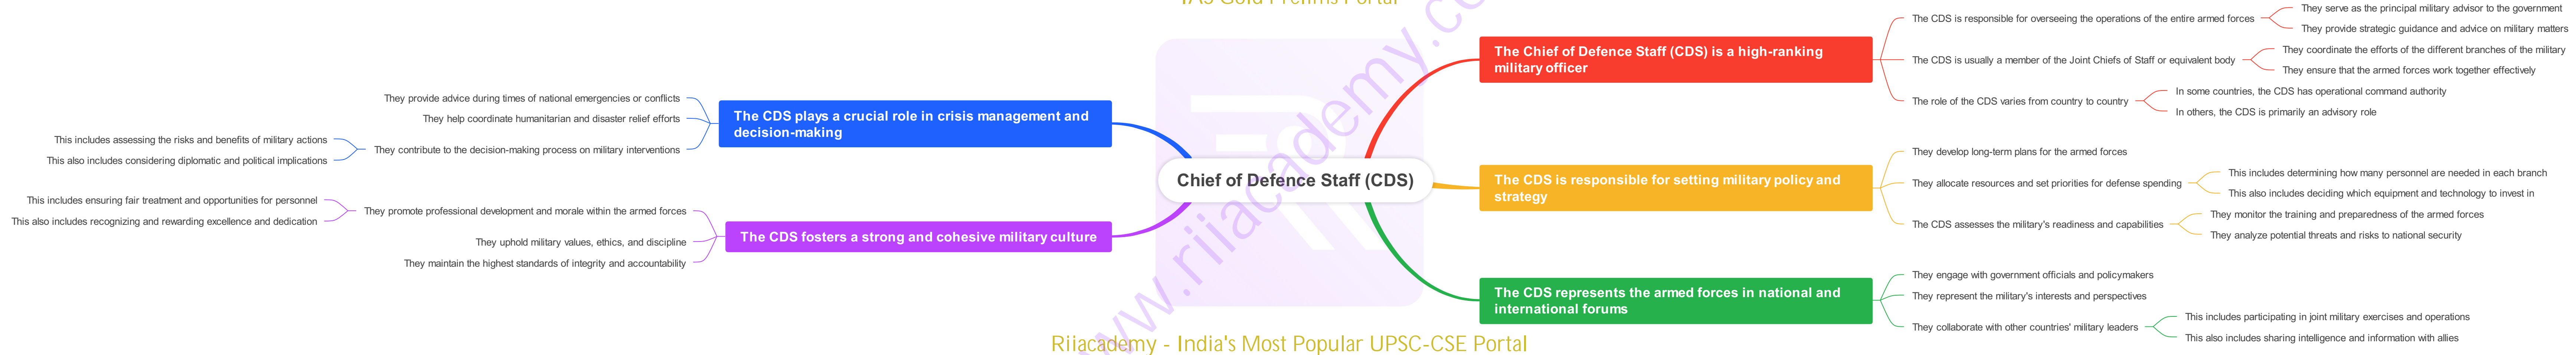 IAS Gold Prelims Portal
Chief of Defence Staff (CDS)
The Chief of Defence Staff (CDS) is a high-ranking
military officer
The CDS is responsible for overseeing the operations of the entire armed forces
They serve as the principal military advisor to the government
They provide strategic guidance and advice on military matters
The CDS is usually a member of the Joint Chiefs of Staff or equivalent body
They coordinate the efforts of the different branches of the military
They ensure that the armed forces work together effectively
The role of the CDS varies from country to country
In some countries, the CDS has operational command authority
In others, the CDS is primarily an advisory role
The CDS is responsible for setting military policy and
strategy
They develop long-term plans for the armed forces
They allocate resources and set priorities for defense spending
This includes determining how many personnel are needed in each branch
This also includes deciding which equipment and technology to invest in
The CDS assesses the military's readiness and capabilities
They monitor the training and preparedness of the armed forces
They analyze potential threats and risks to national security
The CDS represents the armed forces in national and
international forums
They engage with government officials and policymakers
They represent the military's interests and perspectives
They collaborate with other countries' military leaders
This includes participating in joint military exercises and operations
This also includes sharing intelligence and information with allies
The CDS plays a crucial role in crisis management and
decision-making
They provide advice during times of national emergencies or conflicts
They help coordinate humanitarian and disaster relief efforts
They contribute to the decision-making process on military interventions
This includes assessing the risks and benefits of military actions
This also includes considering diplomatic and political implications
The CDS fosters a strong and cohesive military culture
They promote professional development and morale within the armed forces
This includes ensuring fair treatment and opportunities for personnel
This also includes recognizing and rewarding excellence and dedication
They uphold military values, ethics, and discipline
They maintain the highest standards of integrity and accountability
www.riiacademy.co
Riiacademy - India's Most Popular UPSC-CSE Portal